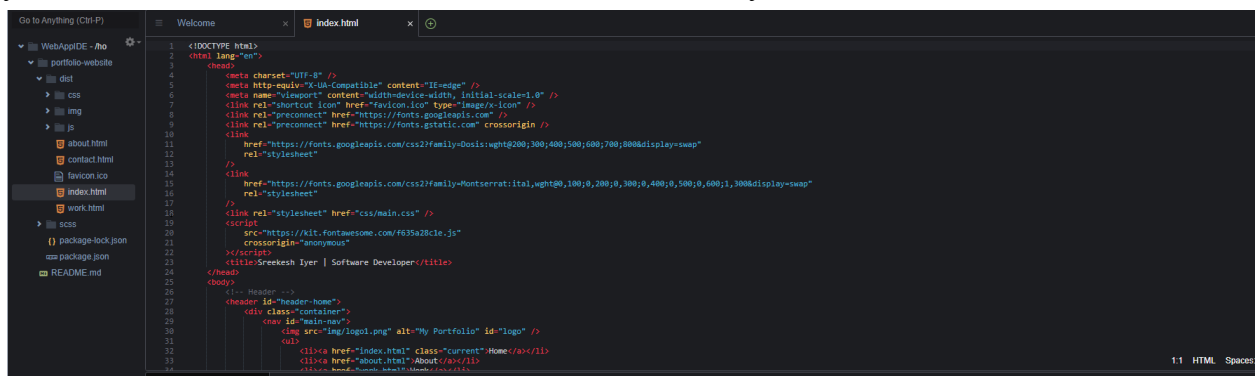 Go to Anything (Ctrl-P)
WebAppIDE - /ho
portfolio-website
dist
css
img
js
about.html
contact.html
favicon.ico
index.html
work.html
scss
package-lock.json
package.json
README.md
Welcome
index.html
1 <!DOCTYPE html>
2 <html lang="en">
3 <head>
4 <meta charset="UTF-8" />
5 <meta http-equiv="X-UA-Compatible" content="IE=edge" />
6 <meta name="viewport" content="width=device-width, initial-scale=1.0" />
7 <link rel="shortcut icon" href="favicon.ico" type="image/x-icon" />
8 <link rel="preconnect" href="https://fonts.googleapis.com" />
9 <link rel="preconnect" href="https://fonts.gstatic.com" crossorigin />
10 <link
11 href="https://fonts.googleapis.com/css2?family=Dosis:wght@200;300;400;500;600;700;800&display=swap"
12 rel="stylesheet"
13 />
14 <link
15 href="https://fonts.googleapis.com/css2?family=Montserrat:ital,wght@0,100;0,200;0,300;0,400;0,500;0,600;1,300&display=swap"
16 rel="stylesheet"
17 />
18 <link rel="stylesheet" href="css/main.css" />
19 <script
20 src="https://kit.fontawesome.com/f635a28c1e.js"
21 crossorigin="anonymous"
22 ></script>
23 <title>Sreekesh Iyer | Software Developer</title>
24 </head>
25 <body>
26 <!-- Header -->
27 <header id="header-home">
28 <div class="container">
29 <nav id="main-nav">
30 <img src="img/logo1.png" alt="My Portfolio" id="logo" />
31 <ul>
32 <li><a href="index.html" class="current">Home</a></li>
33 <li><a href="about.html">About</a></li>
34 <li><a href="work.html">Work</a></li>
1:1 HTML Spaces: